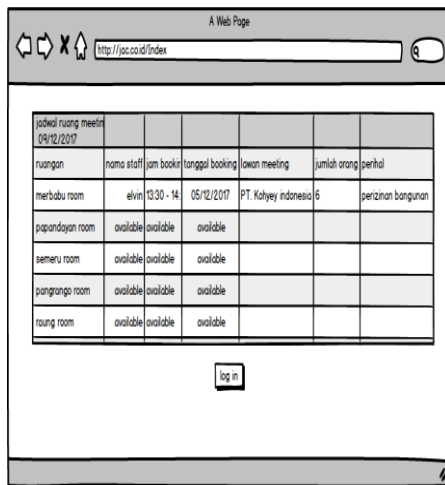 A Web Page
http://jac.co.id/Index
jadwal ruang meetin
09/12/2017
ruangan nama staff jam bookir tanggal booking lawan meeting jumlah orang perihal
merbabu room elvin 13:30 - 14: 05/12/2017 PT. Kohyey indonesia 6 perizinan bangunan
papandayan room available available available
semeru room available available available
pangrango room available available available
raung room available available available
log in